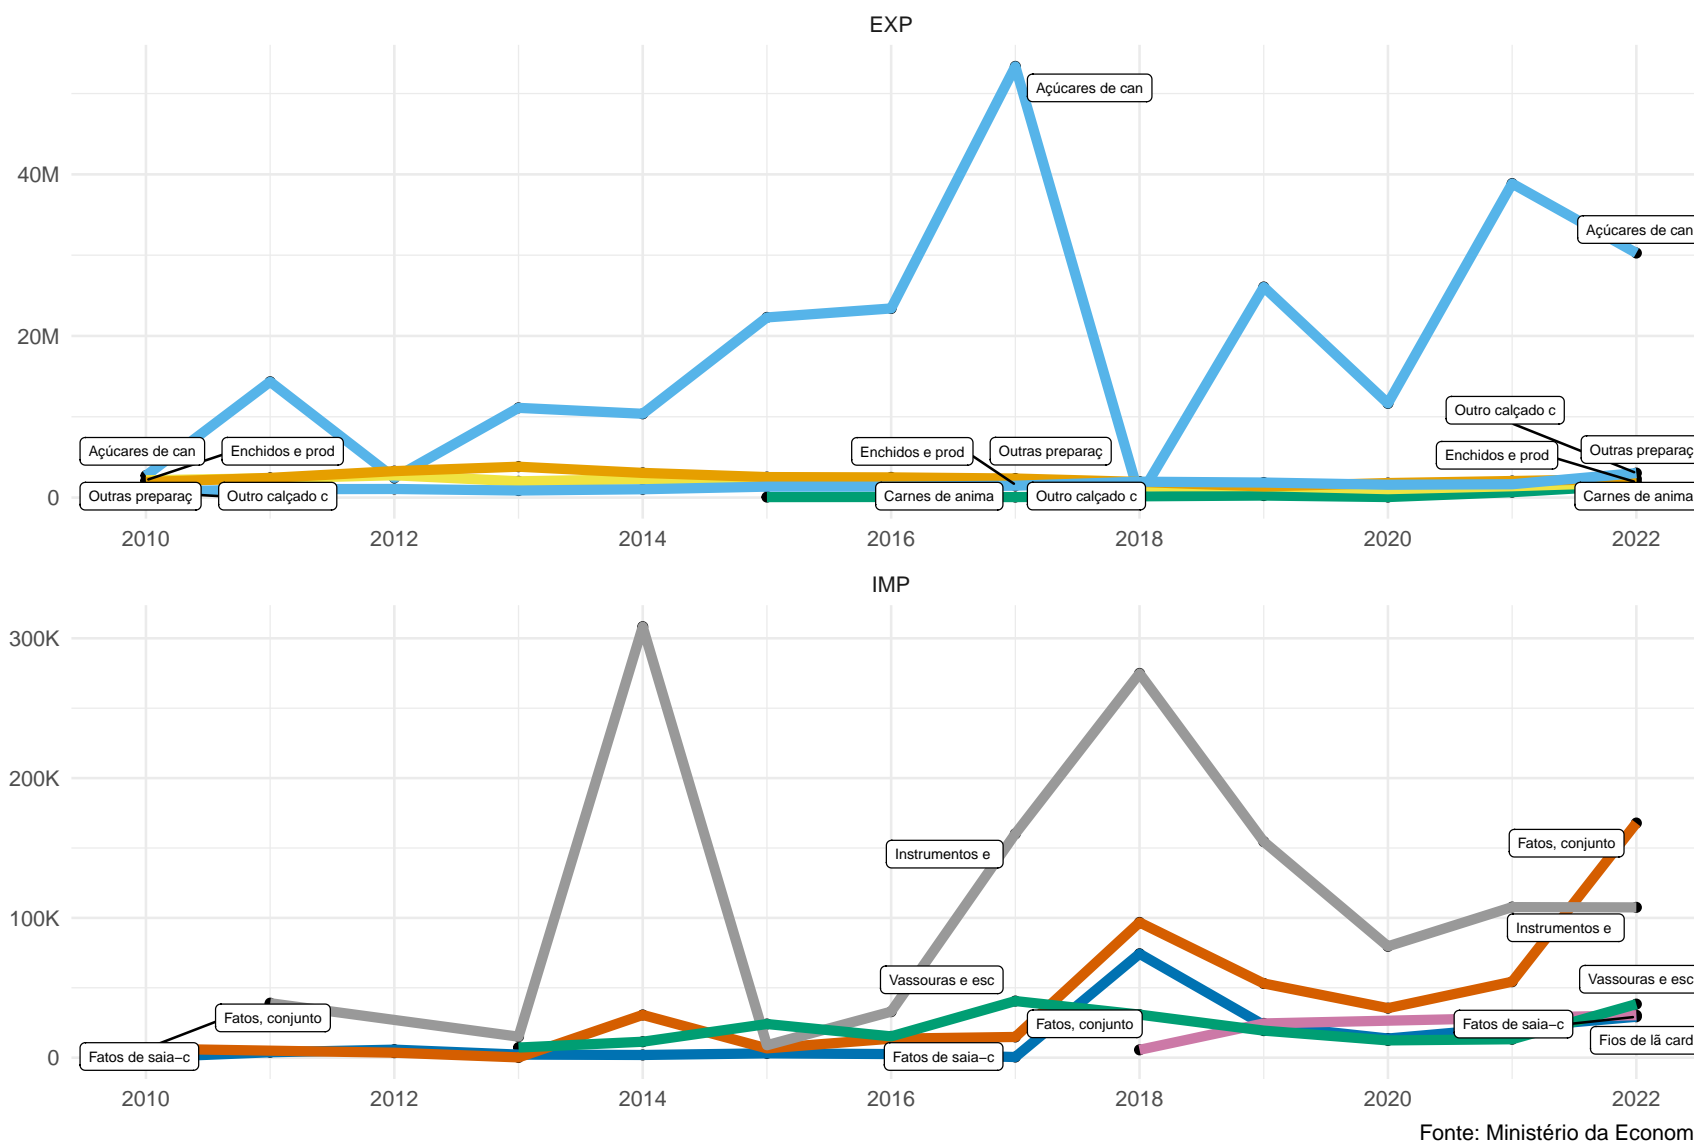 EXP
40M
20M
0
Açúcares de can
Açúcares de can
Outro calçado c
Açúcares de can
Enchidos e prod
Enchidos e prod
Outras preparaç
Enchidos e prod
Outras preparaç
Outras preparaç
Outro calçado c
Carnes de anima
Outro calçado c
Carnes de anima
2010 2012 2014 2016 2018 2020 2022
IMP
300K
200K
100K
0
Fatos, conjunto
Instrumentos e
Instrumentos e
Vassouras e esc
Vassouras e esc
Fatos, conjunto
Fatos, conjunto
Fatos de saia-c
Fatos de saia-c
Fatos de saia-c
Fios de lã card
2010 2012 2014 2016 2018 2020 2022
Fonte: Ministério da Econom